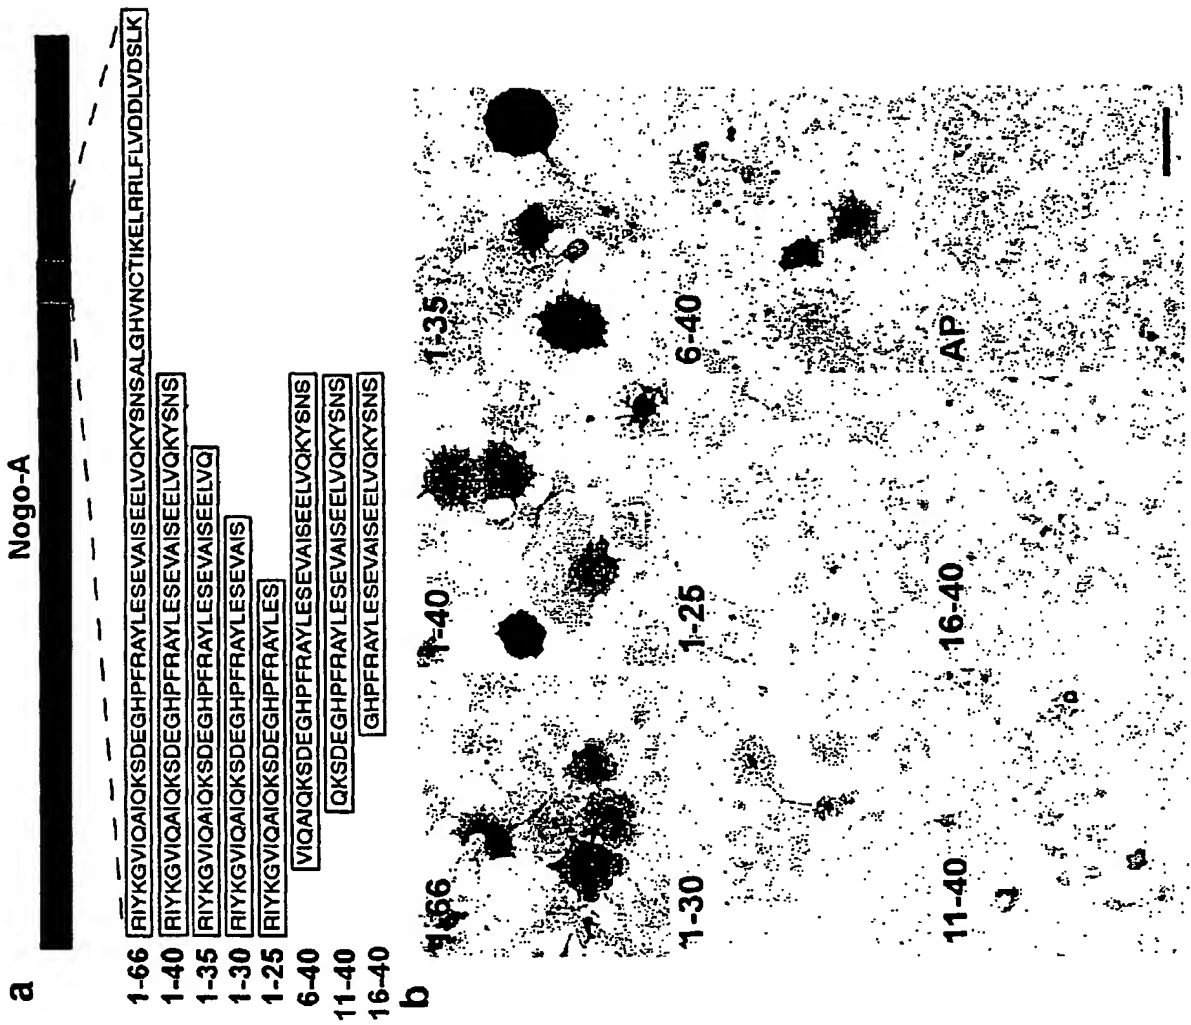 a
Nogo-A
1-66 RIYKGVIQAIQKSDEGHPFRAYLESEVAISEELVQKYSNSALGHVNCTIKELRRLFLVDDLVDSLK
1-40 RIYKGVIQAIQKSDEGHPFRAYLESEVAISEELVQKYSNS
1-35 RIYKGVIQAIQKSDEGHPFRAYLESEVAISEELVQ
1-30 RIYKGVIQAIQKSDEGHPFRAYLESEVAIS
1-25 RIYKGVIQAIQKSDEGHPFRAYLES
6-40 VIQAIQKSDEGHPFRAYLESEVAISEELVQKYSNS
11-40 QKSDEGHPFRAYLESEVAISEELVQKYSNS
16-40 GHPFRAYLESEVAISEELVQKYSNS
b
1-66 1-40 1-35
1-30 1-25 6-40
11-40 16-40 AP